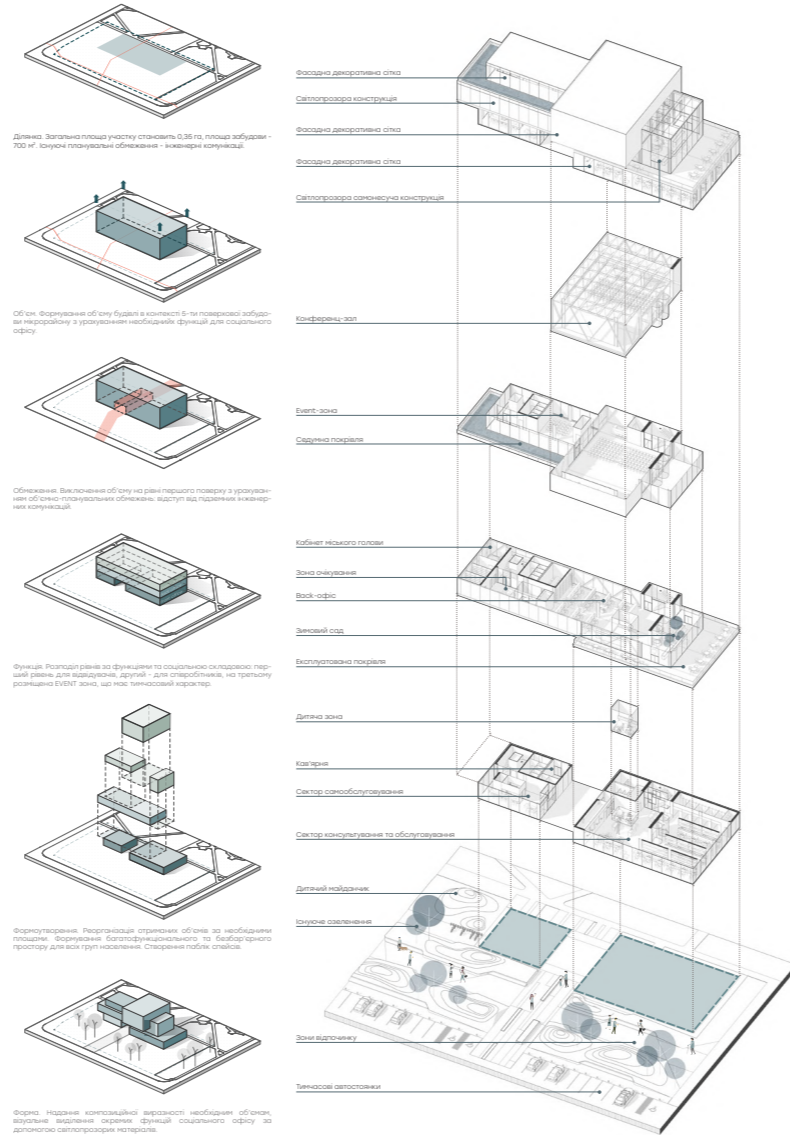 Ділянка. Загальна площа участку становить 0,35 га, площа забудови -
700 м². Існуючі планувальні обмеження - інженерні комунікації.
Об'єм. Формування об'єму будівлі в контексті 5-ти поверхової забудо-
ви мікрорайону з урахуванням необхідних функцій для соціального
офісу.
Обмеження. Виключення об'єму на рівні першого поверху з урахуван-
ням об'ємно-планувальних обмежень: відступ від підземних інженер-
них комунікацій.
Функція. Розподіл рівнів за функціями та соціальною складовою: пер-
ший рівень для відвідувачів, другий - для співробітників, на третьому
розміщена EVENT зона, що має тимчасовий характер.
Формоутворення. Реорганізація отриманих об'ємів за необхідними
площами. Формування багатофункціонального та безбар'єрного
простору для всіх груп населення. Створення паблік спейсів.
Форма. Надання композиційної виразності необхідним об'ємам,
візуальне виділення окремих функцій соціального офісу за
допомогою світлопрозорих матеріалів.
Фасадна декоративна сітка
Світлопрозора конструкція
Фасадна декоративна сітка
Фасадна декоративна сітка
Світлопрозора самонесуча конструкція
Конференц-зал
Event-зона
Седумна покрівля
Кабінет міського голови
Зона очікування
Back-офіс
Зимовий сад
Експлуатована покрівля
Дитяча зона
Кав'ярня
Сектор самообслуговування
Сектор консультування та обслуговування
Дитячий майданчик
Існуюче озеленення
Зони відпочинку
Тимчасові автостоянки